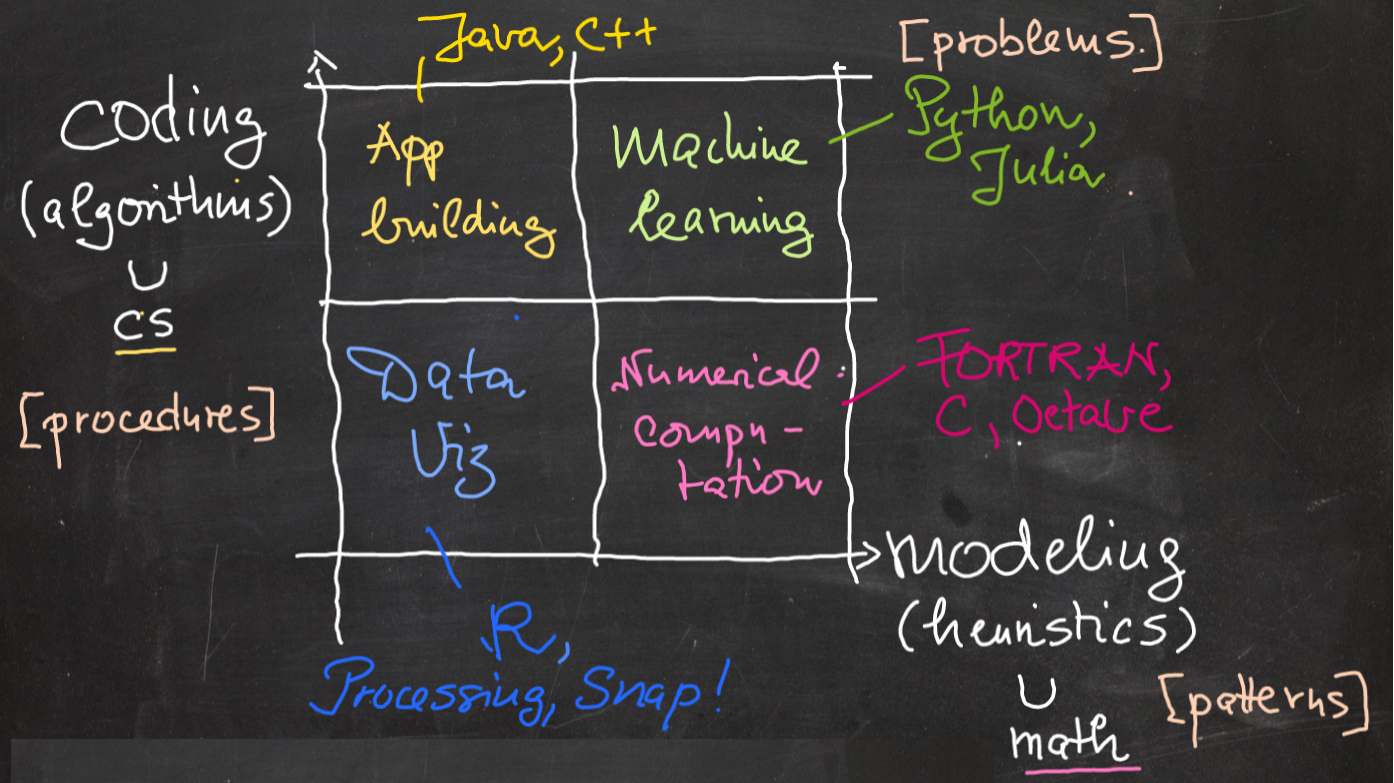 Java, C++
[problems.]
Coding
(algorithms)
∪
CS
[procedures]
App
building
Machine
learning
Python,
Julia
Data
Viz
Numerical
compu-
tation
FORTRAN,
C, Octave
modeling
(heuristics)
∪
math
[patterns]
R,
Processing, Snap!